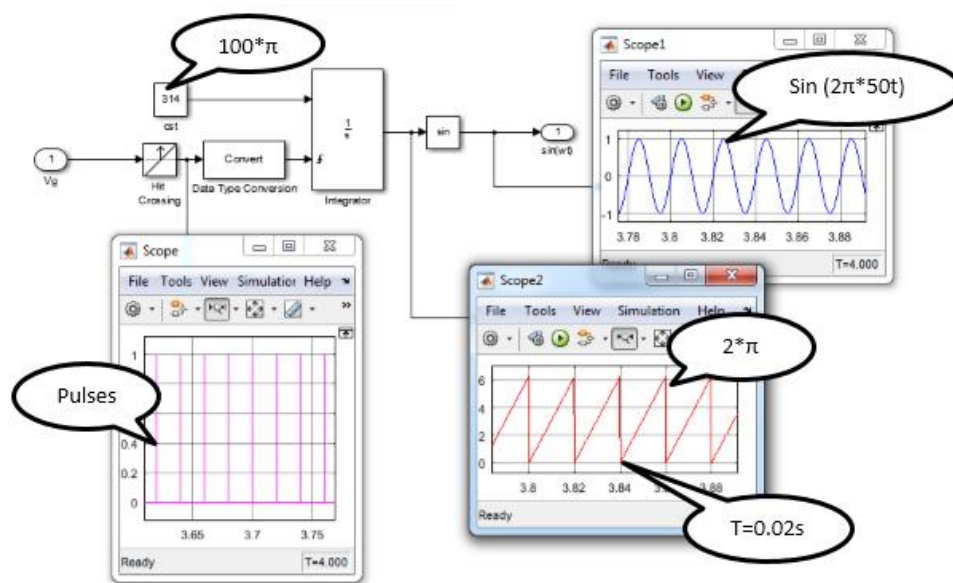 100*π
314
cst
1
Vg
Hit
Crossing
Convert
Data Type Conversion
1
s
Integrator
sin
1
sin(wt)
Scope1
File Tools View
Sin (2π*50t)
1
0
-1
3.78 3.8 3.82 3.84 3.86 3.88
T=4.000
Scope
File Tools View Simulation Help
»
1
Pulses
0.4
0.2
0
3.65 3.7 3.75
Ready T=4.000
Scope2
File Tools View Simulation Help
2*π
6
4
2
0
3.8 3.82 3.84 3.88
Ready
T=0.02s